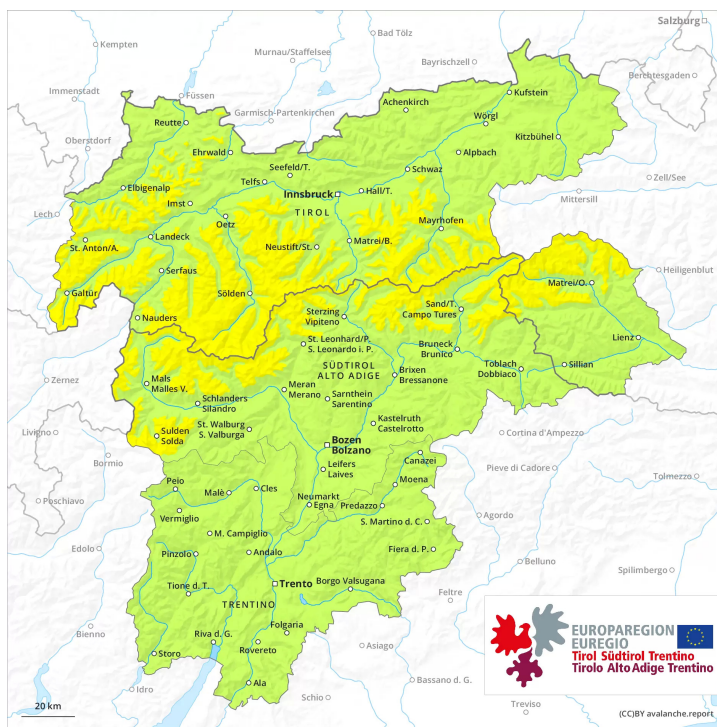 Salzburg
Kempten
Bad Tölz
Murnau/Staffelsee
Bayrischzell
Berchtesgaden
Immenstadt
Füssen
Garmisch-Partenkirchen
Achenkirch
Kufstein
Reutte
Wörgl
Oberstdorf
Ehrwald
Kitzbühel
Alpbach
Seefeld/T.
Schwaz
Telfs
Zell/See
Elbigenalp
Innsbruck
Hall/T.
Mittersill
Imst
TIROL
Lech
Oetz
Mayrhofen
St. Anton/A.
Landeck
Neustift/St.
Matrei/B.
Serfaus
Heiligenblut
Galtür
Sölden
Matrei/O.
Nauders
Sterzing
Vipiteno
Sand/T.
Campo Tures
St. Leonhard/P.
S. Leonardo i. P.
Lienz
Bruneck
Brunico
Zernez
SÜDTIROL
ALTO ADIGE
Toblach
Dobbiaco
Sillian
Mals
Malles V.
Brixen
Bressanone
Meran
Merano
Schlanders
Silandro
Sarnthein
Sarentino
Kastelruth
Castelrotto
Livigno
Sulden
Solda
St. Walburg
S. Valburga
Cortina d'Ampezzo
Bozen
Bolzano
Bormio
Canazei
Pieve di Cadore
Leifers
Laives
Tolmezzo
Peio
Moena
Poschiavo
Malè
Cles
Neumarkt
Egna
Predazzo
Vermiglio
Agordo
S. Martino d. C.
M. Campiglio
Edolo
Pinzolo
Andalo
Fiera d. P.
Belluno
Spilimbergo
Tione d. T.
Trento
Borgo Valsugana
Feltre
TRENTINO
Folgaria
Bienno
Riva d. G.
Rovereto
Asiago
Storo
Bassano d. G.
Ala
Idro
Schio
Treviso
20 km
EUROPAREGION
EUREGIO
Tirol Südtirol Trentino
Tirolo Alto Adige Trentino
(CC)BY avalanche.report